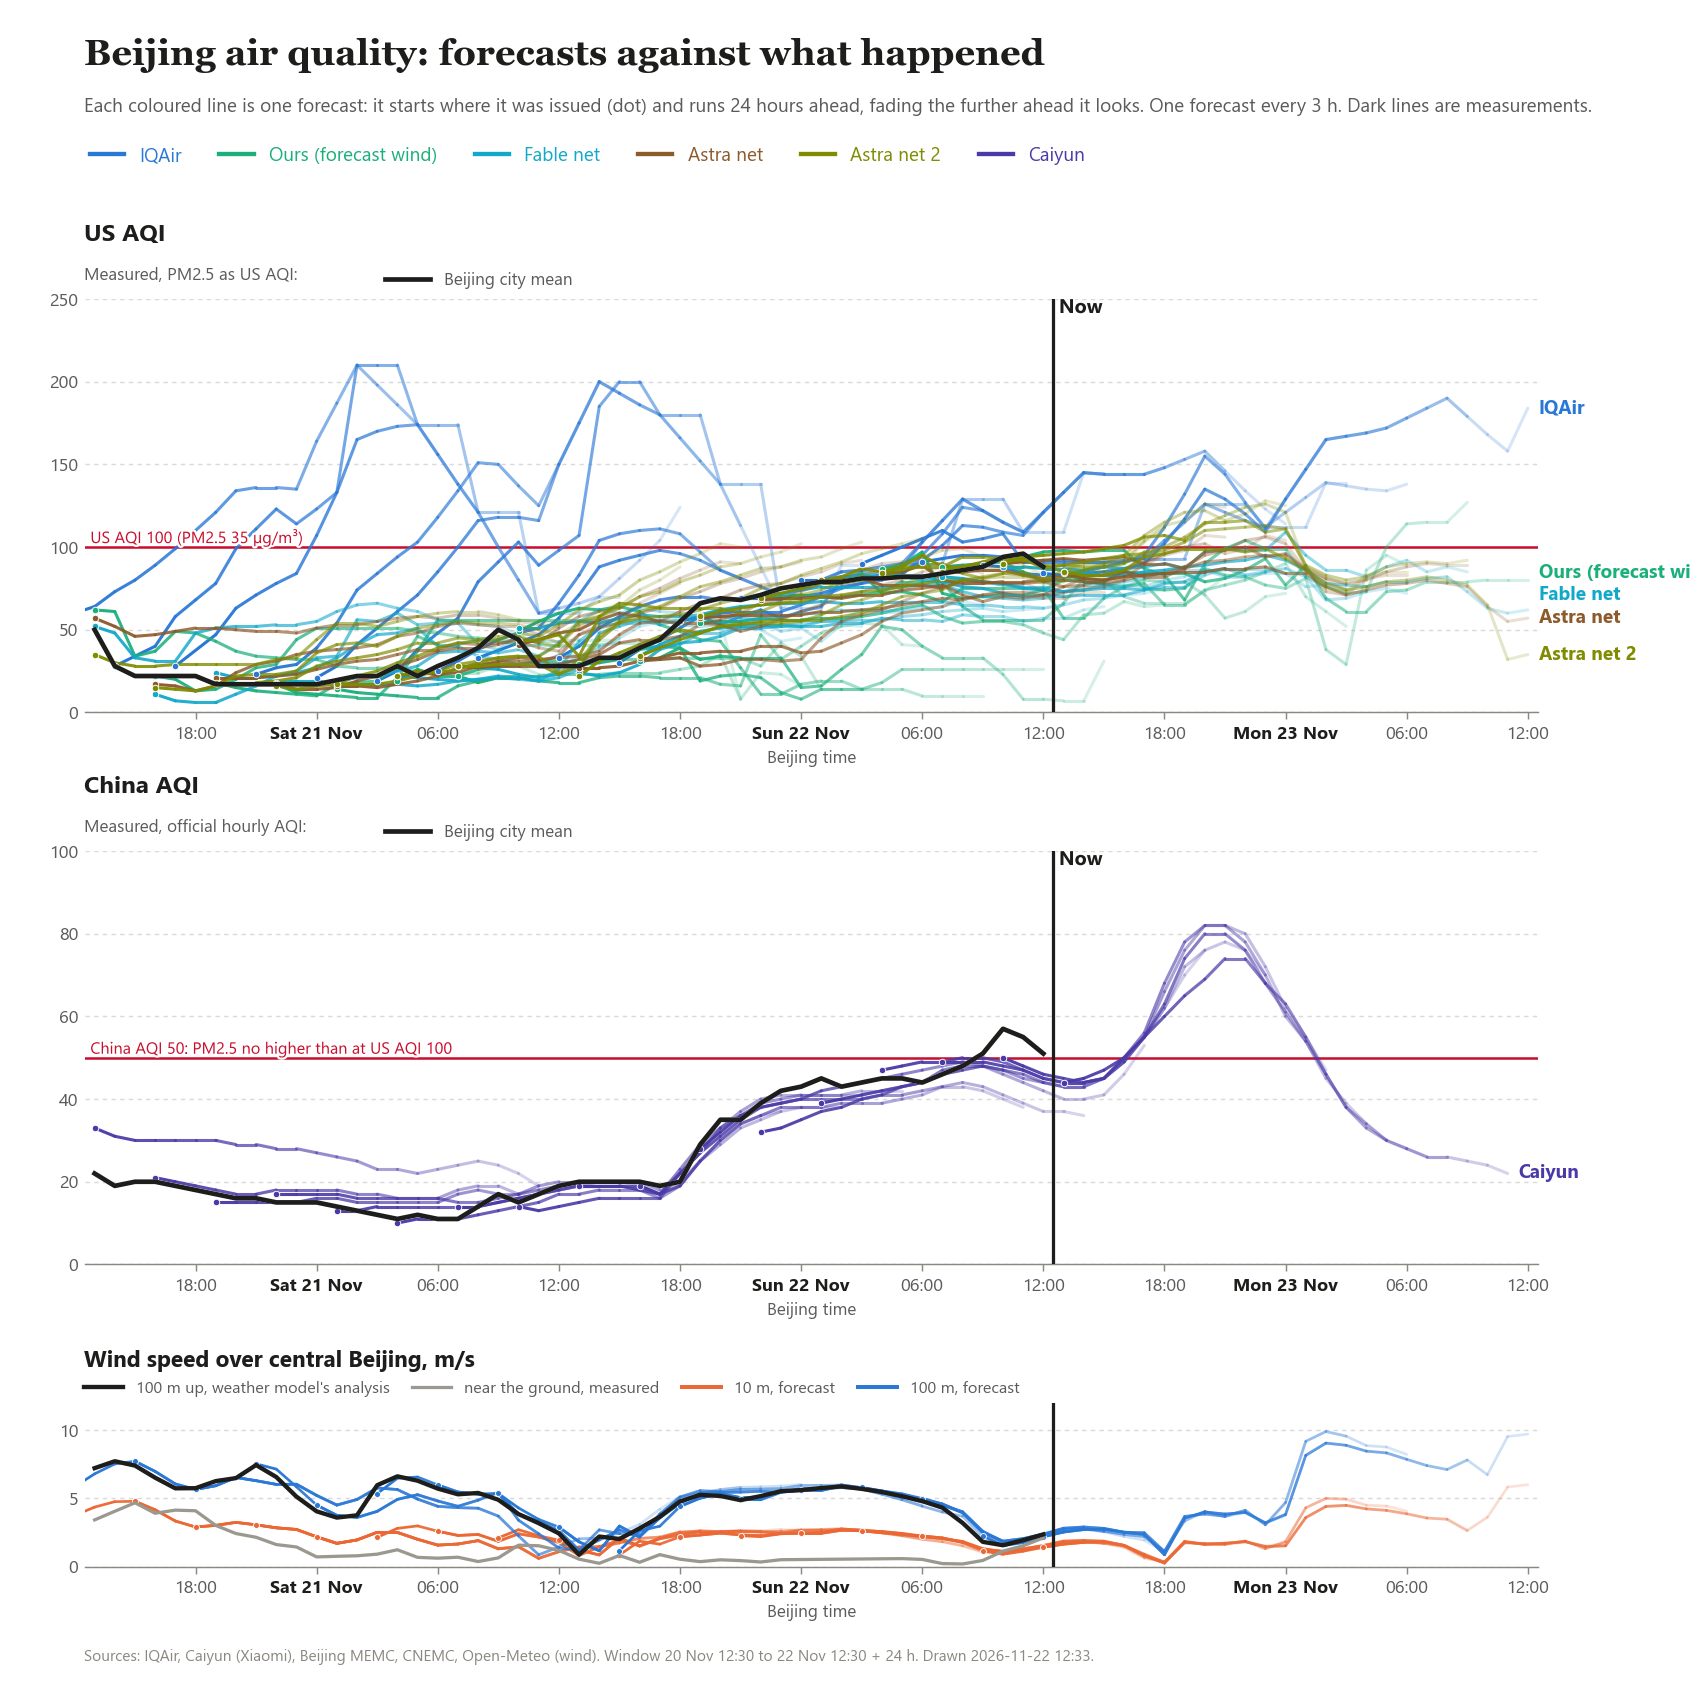 Beijing air quality: forecasts against what happened
Each coloured line is one forecast: it starts where it was issued (dot) and runs 24 hours ahead, fading the further ahead it looks. One forecast every 3 h. Dark lines are measurements.
IQAir Ours (forecast wind) Fable net Astra net Astra net 2 Caiyun
US AQI
Measured, PM2.5 as US AQI: Beijing city mean
250
Now
200
IQAir
150
US AQI 100 (PM2.5 35 µg/m³)
100
Ours (forecast wi
Fable net
Astra net
50
Astra net 2
0
18:00 Sat 21 Nov 06:00 12:00 18:00 Sun 22 Nov 06:00 12:00 18:00 Mon 23 Nov 06:00 12:00
Beijing time
China AQI
Measured, official hourly AQI: Beijing city mean
100
Now
80
60
China AQI 50: PM2.5 no higher than at US AQI 100
40
20
Caiyun
0
18:00 Sat 21 Nov 06:00 12:00 18:00 Sun 22 Nov 06:00 12:00 18:00 Mon 23 Nov 06:00 12:00
Beijing time
Wind speed over central Beijing, m/s
100 m up, weather model's analysis near the ground, measured 10 m, forecast 100 m, forecast
10
5
0
18:00 Sat 21 Nov 06:00 12:00 18:00 Sun 22 Nov 06:00 12:00 18:00 Mon 23 Nov 06:00 12:00
Beijing time
Sources: IQAir, Caiyun (Xiaomi), Beijing MEMC, CNEMC, Open-Meteo (wind). Window 20 Nov 12:30 to 22 Nov 12:30 + 24 h. Drawn 2026-11-22 12:33.